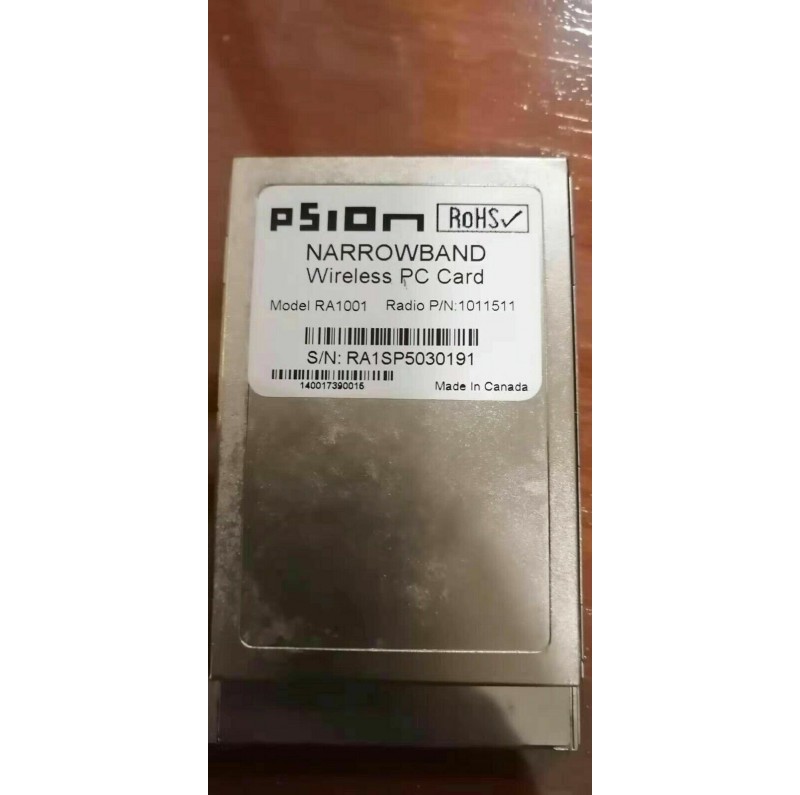 PSION RoHS✓
NARROWBAND
Wireless PC Card
Model RA1001 Radio P/N:1011511
S/N: RA1SP5030191
140017390015
Made In Canada